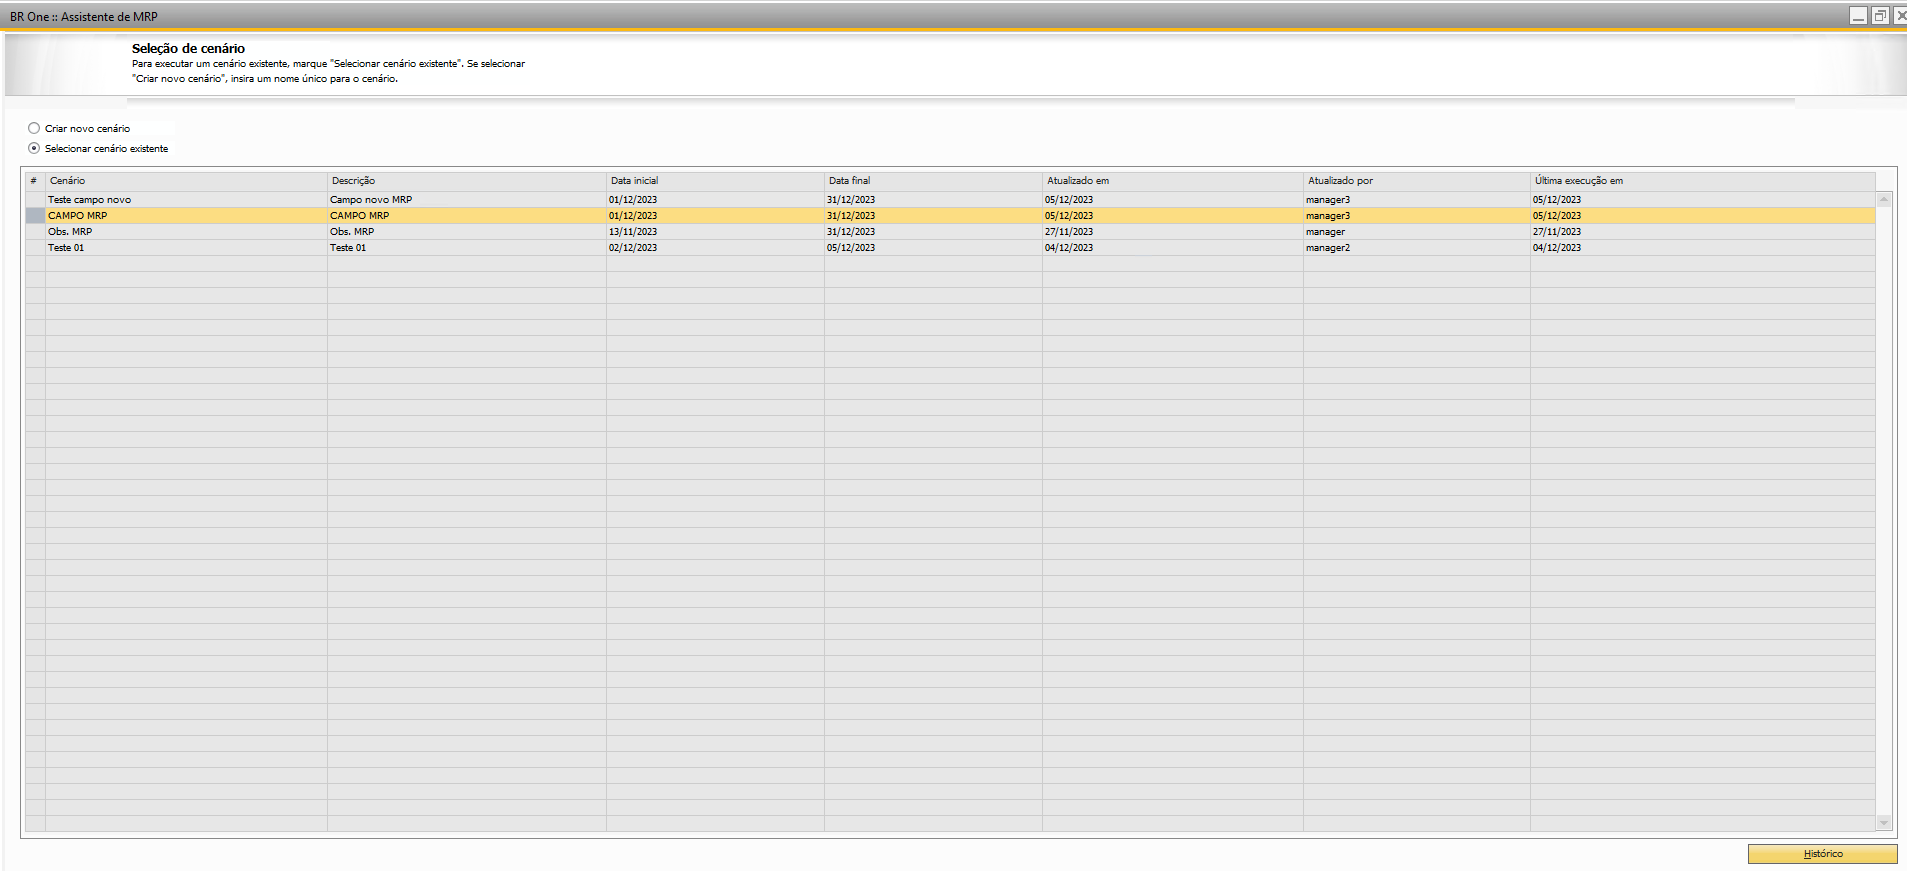 BR One :: Assistente de MRP
Seleção de cenário
Para executar um cenário existente, marque "Selecionar cenário existente". Se selecionar
"Criar novo cenário", insira um nome único para o cenário.
Criar novo cenário
Selecionar cenário existente
# Cenário Descrição Data inicial Data final Atualizado em Atualizado por Última execução em
Teste campo novo Campo novo MRP 01/12/2023 31/12/2023 05/12/2023 manager3 05/12/2023
CAMPO MRP CAMPO MRP 01/12/2023 31/12/2023 05/12/2023 manager3 05/12/2023
Obs. MRP Obs. MRP 13/11/2023 31/12/2023 27/11/2023 manager 27/11/2023
Teste 01 Teste 01 02/12/2023 05/12/2023 04/12/2023 manager2 04/12/2023
Histórico